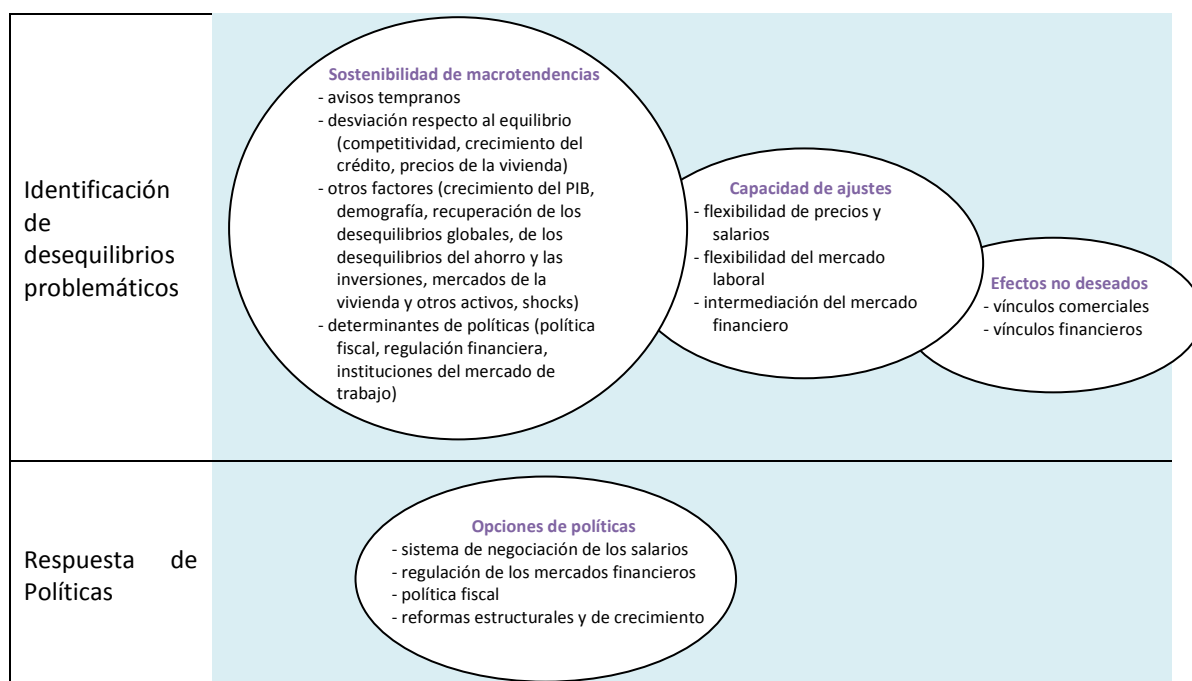 Identificación
de
desequilibrios
problemáticos
Sostenibilidad de macrotendencias
- avisos tempranos
- desviación respecto al equilibrio
(competitividad, crecimiento del
crédito, precios de la vivienda)
- otros factores (crecimiento del PIB,
demografía, recuperación de los
desequilibrios globales, de los
desequilibrios del ahorro y las
inversiones, mercados de la
vivienda y otros activos, shocks)
- determinantes de políticas (política
fiscal, regulación financiera,
instituciones del mercado de
trabajo)
Capacidad de ajustes
- flexibilidad de precios y
salarios
- flexibilidad del mercado
laboral
- intermediación del mercado
financiero
Efectos no deseados
- vínculos comerciales
- vínculos financieros
Respuesta de
Políticas
Opciones de políticas
- sistema de negociación de los salarios
- regulación de los mercados financieros
- política fiscal
- reformas estructurales y de crecimiento